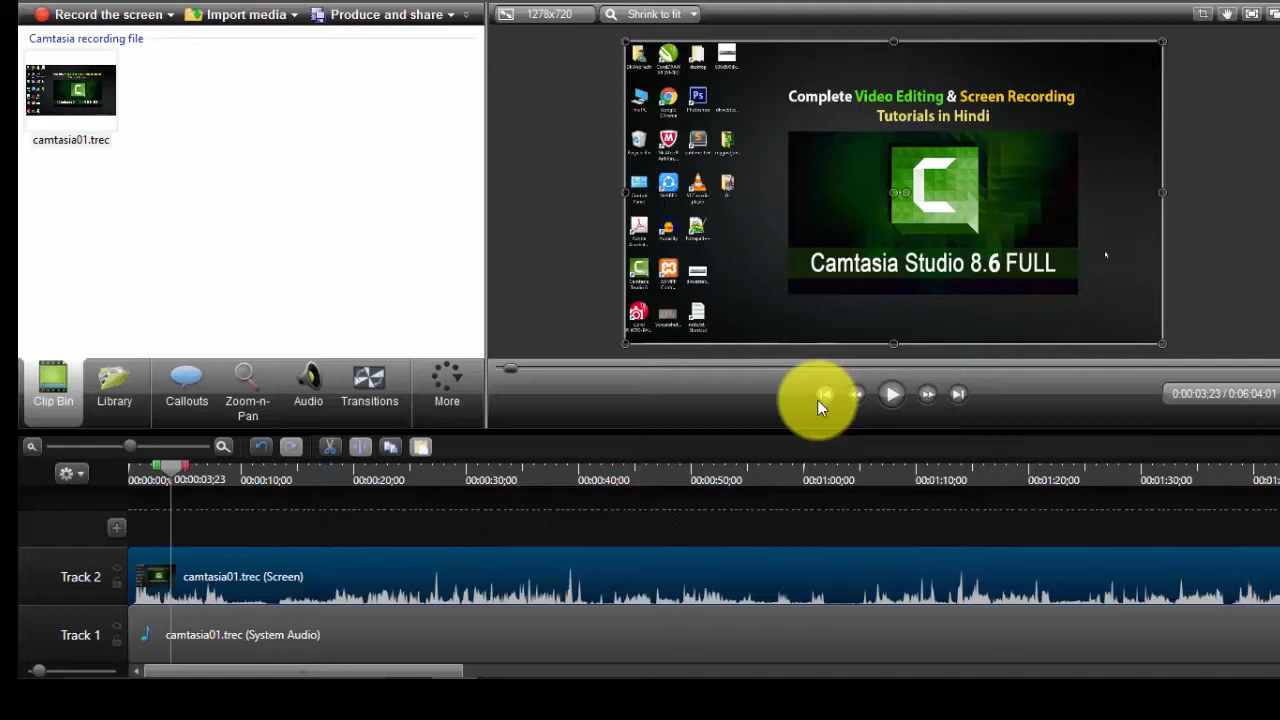 Record the screen
Import media
Produce and share
1278x720
Shrink to fit
Camtasia recording file
camtasia01.trec
Complete Video Editing & Screen Recording
Tutorials in Hindi
Camtasia Studio 8.6 FULL
Google
Chrome
Photoshop
desktop
Clip Bin
Library
Callouts
Zoom-n-
Pan
Audio
Transitions
More
0:00:03;23 / 0:06:04;01
00:00:00;
00:00:03;23
00:00:10;00
00:00:20;00
00:00:30;00
00:00:40;00
00:00:50;00
00:01:00;00
00:01:10;00
00:01:20;00
00:01:30;00
00:01:
Track 2
camtasia01.trec (Screen)
Track 1
camtasia01.trec (System Audio)